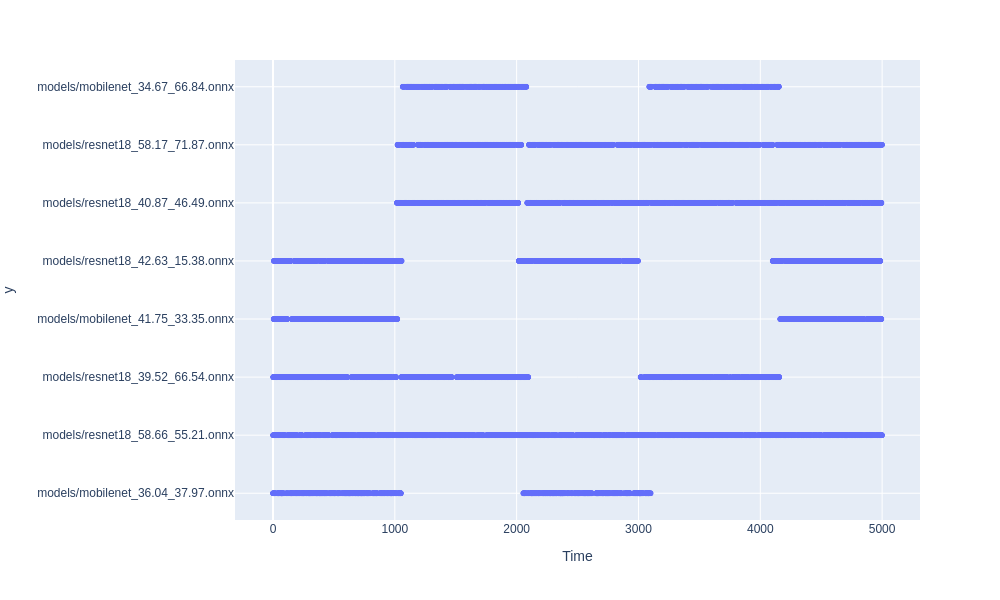 models/mobilenet_34.67_66.84.onnx
models/resnet18_58.17_71.87.onnx
models/resnet18_40.87_46.49.onnx
models/resnet18_42.63_15.38.onnx
y
models/mobilenet_41.75_33.35.onnx
models/resnet18_39.52_66.54.onnx
models/resnet18_58.66_55.21.onnx
models/mobilenet_36.04_37.97.onnx
0 1000 2000 3000 4000 5000
Time